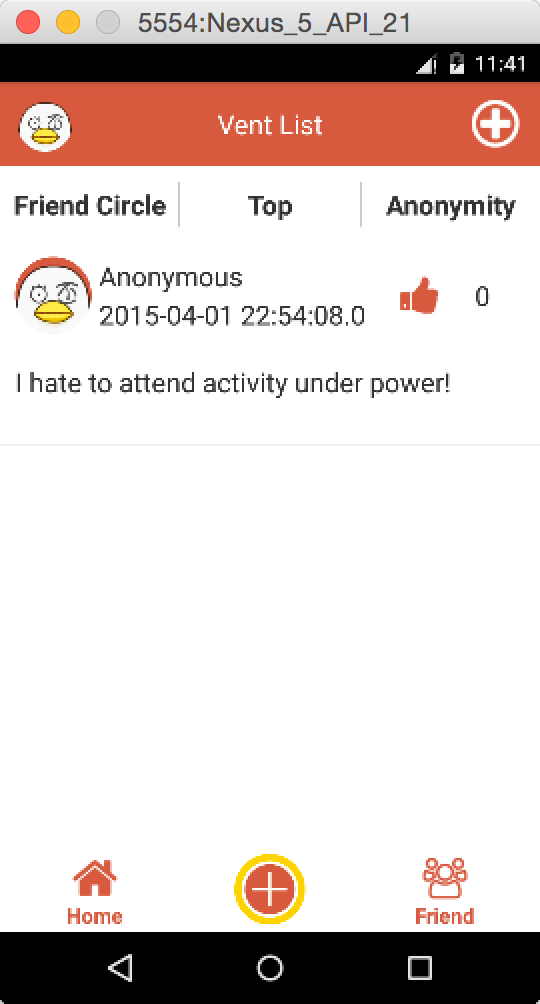 5554:Nexus_5_API_21
11:41
Vent List
Friend Circle Top Anonymity
Anonymous
2015-04-01 22:54:08.0
0
I hate to attend activity under power!
Home Friend